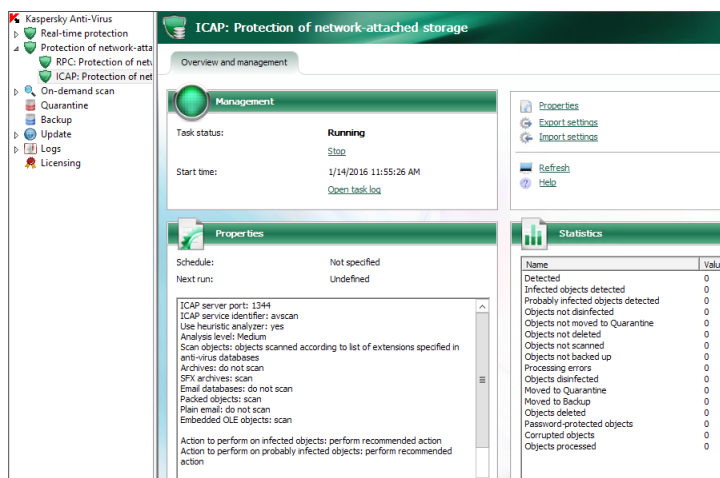 Kaspersky Anti-Virus
Real-time protection
Protection of network-atta
RPC: Protection of netw
ICAP: Protection of net
On-demand scan
Quarantine
Backup
Update
Logs
Licensing
ICAP: Protection of network-attached storage
Overview and management
Management
Task status: Running
Stop
Start time: 1/14/2016 11:55:26 AM
Open task log
Properties
Export settings
Import settings
Refresh
Help
Properties
Schedule: Not specified
Next run: Undefined
ICAP server port: 1344
ICAP service identifier: avscan
Use heuristic analyzer: yes
Analysis level: Medium
Scan objects: objects scanned according to list of extensions specified in
anti-virus databases
Archives: do not scan
SFX archives: scan
Email databases: do not scan
Packed objects: scan
Plain email: do not scan
Embedded OLE objects: scan
Action to perform on infected objects: perform recommended action
Action to perform on probably infected objects: perform recommended
action
Statistics
Name Valu
Detected 0
Infected objects detected 0
Probably infected objects detected 0
Objects not disinfected 0
Objects not moved to Quarantine 0
Objects not deleted 0
Objects not scanned 0
Objects not backed up 0
Processing errors 0
Objects disinfected 0
Moved to Quarantine 0
Moved to Backup 0
Objects deleted 0
Password-protected objects 0
Corrupted objects 0
Objects processed 0